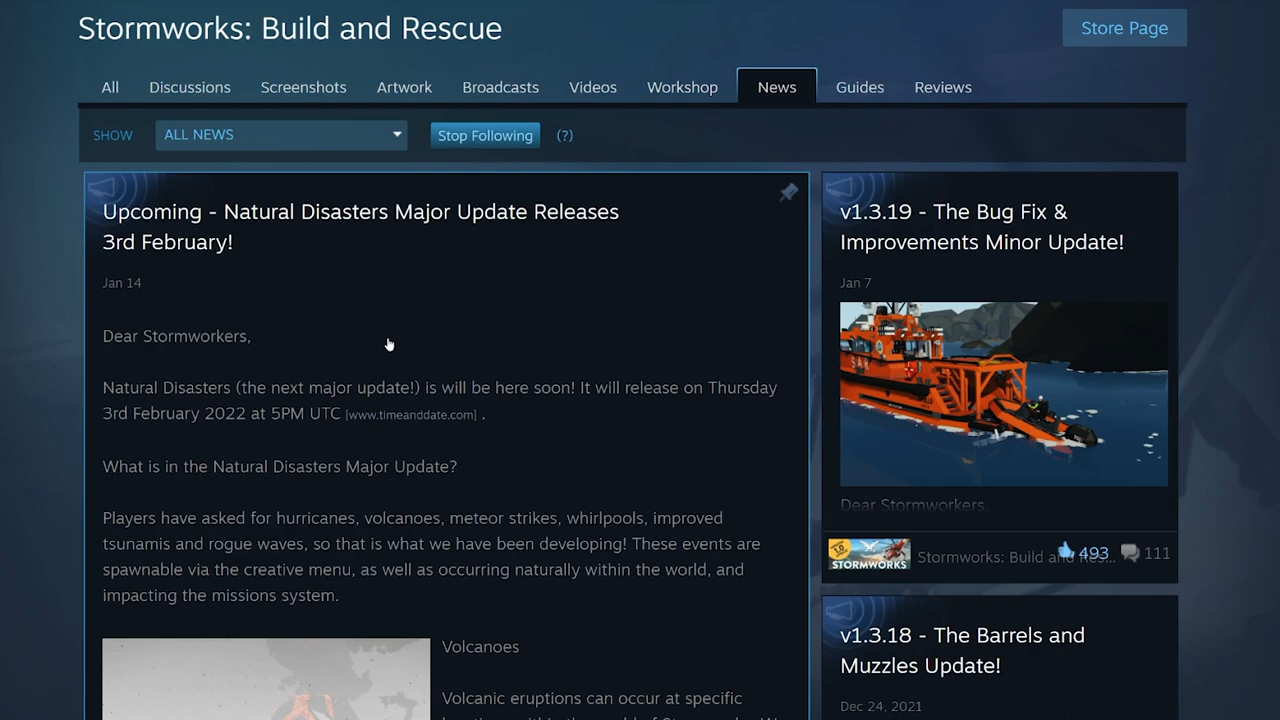 Stormworks: Build and Rescue
Store Page
All
Discussions
Screenshots
Artwork
Broadcasts
Videos
Workshop
News
Guides
Reviews
SHOW
ALL NEWS
Stop Following
(?)
Upcoming - Natural Disasters Major Update Releases
3rd February!
Jan 14
Dear Stormworkers,
Natural Disasters (the next major update!) is will be here soon! It will release on Thursday
3rd February 2022 at 5PM UTC [www.timeanddate.com] .
What is in the Natural Disasters Major Update?
Players have asked for hurricanes, volcanoes, meteor strikes, whirlpools, improved
tsunamis and rogue waves, so that is what we have been developing! These events are
spawnable via the creative menu, as well as occurring naturally within the world, and
impacting the missions system.
Volcanoes
Volcanic eruptions can occur at specific
v1.3.19 - The Bug Fix &
Improvements Minor Update!
Jan 7
SAR
Dear Stormworkers,
STORMWORKS
Stormworks: Build and Res...
493
111
v1.3.18 - The Barrels and
Muzzles Update!
Dec 24, 2021